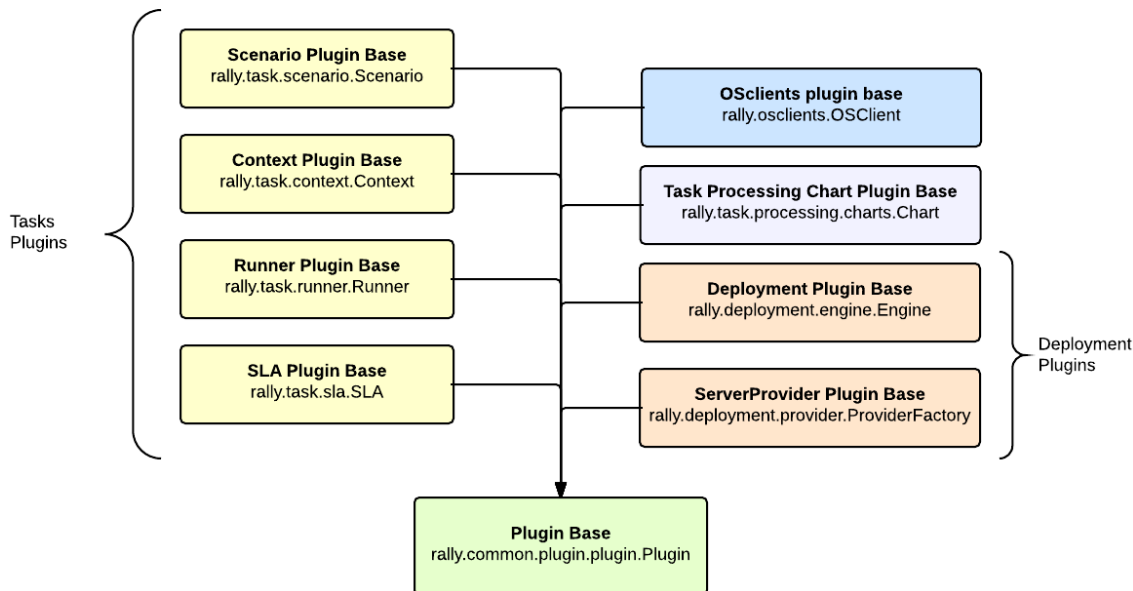 Tasks
Plugins
Scenario Plugin Base
rally.task.scenario.Scenario
Context Plugin Base
rally.task.context.Context
Runner Plugin Base
rally.task.runner.Runner
SLA Plugin Base
rally.task.sla.SLA
OSclients plugin base
rally.osclients.OSClient
Task Processing Chart Plugin Base
rally.task.processing.charts.Chart
Deployment Plugin Base
rally.deployment.engine.Engine
ServerProvider Plugin Base
rally.deployment.provider.ProviderFactory
Deployment
Plugins
Plugin Base
rally.common.plugin.plugin.Plugin